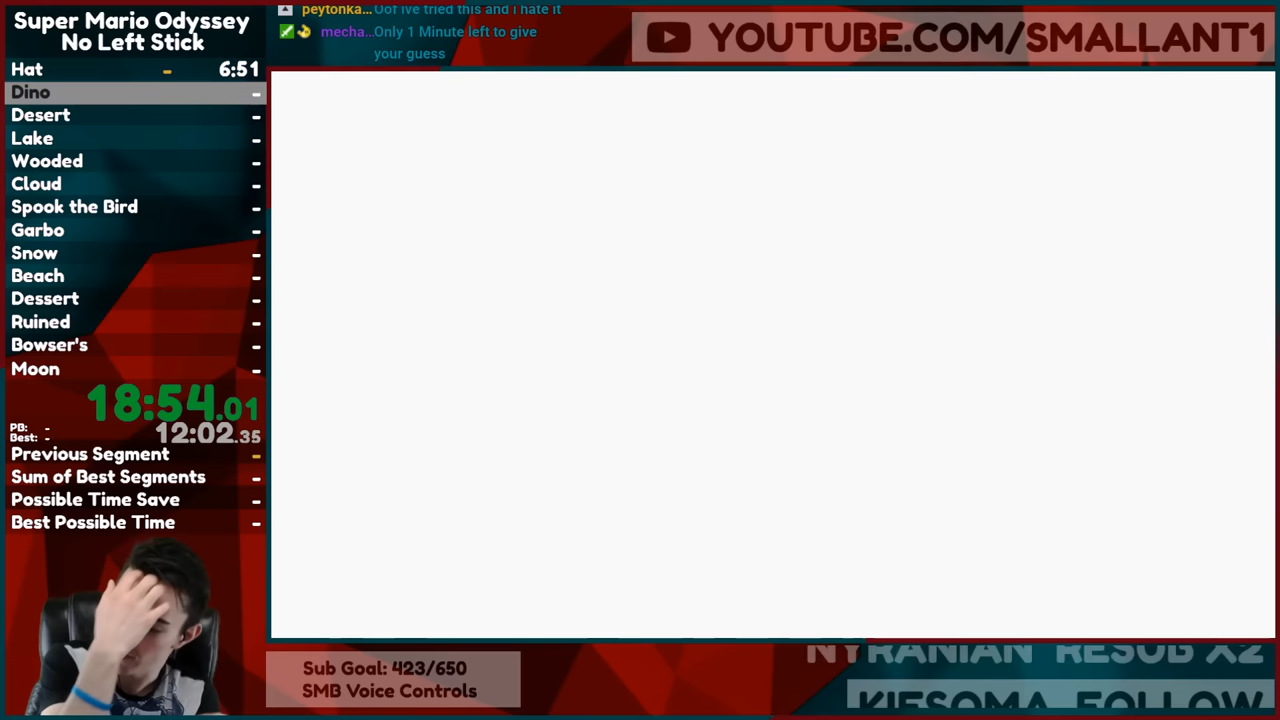 Super Mario Odyssey
No Left Stick
Hat - 6:51
Dino -
Desert -
Lake -
Wooded -
Cloud -
Spook the Bird -
Garbo -
Snow -
Beach -
Dessert -
Ruined -
Bowser's -
Moon -
18:54.01
PB: -
Best: -
12:02.35
Previous Segment -
Sum of Best Segments -
Possible Time Save -
Best Possible Time -
peytonka... Oof ive tried this and i hate it
mecha... Only 1 Minute left to give
your guess
YOUTUBE.COM/SMALLANT1
Sub Goal: 423/650
SMB Voice Controls
NYRANIAN RESUB X2
KIESOMA FOLLOW